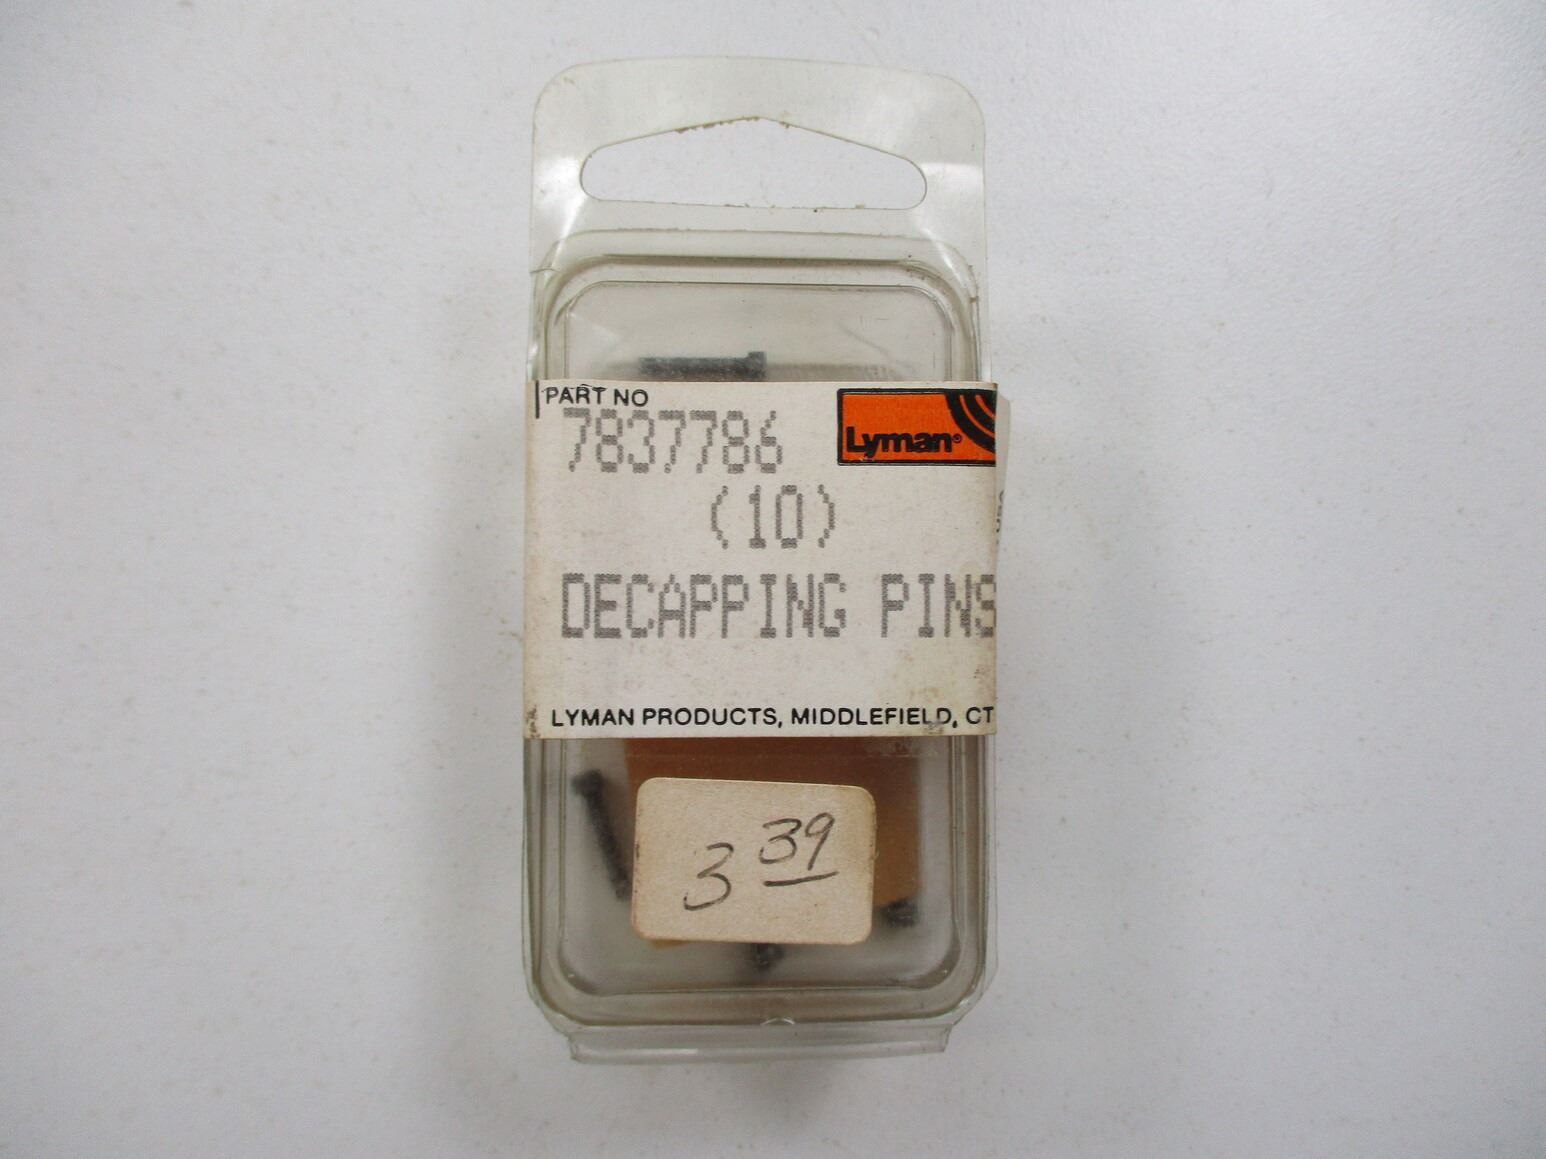 PART NO
7837786
Lyman®
(10)
DECAPPING PINS
LYMAN PRODUCTS, MIDDLEFIELD, CT
3 39